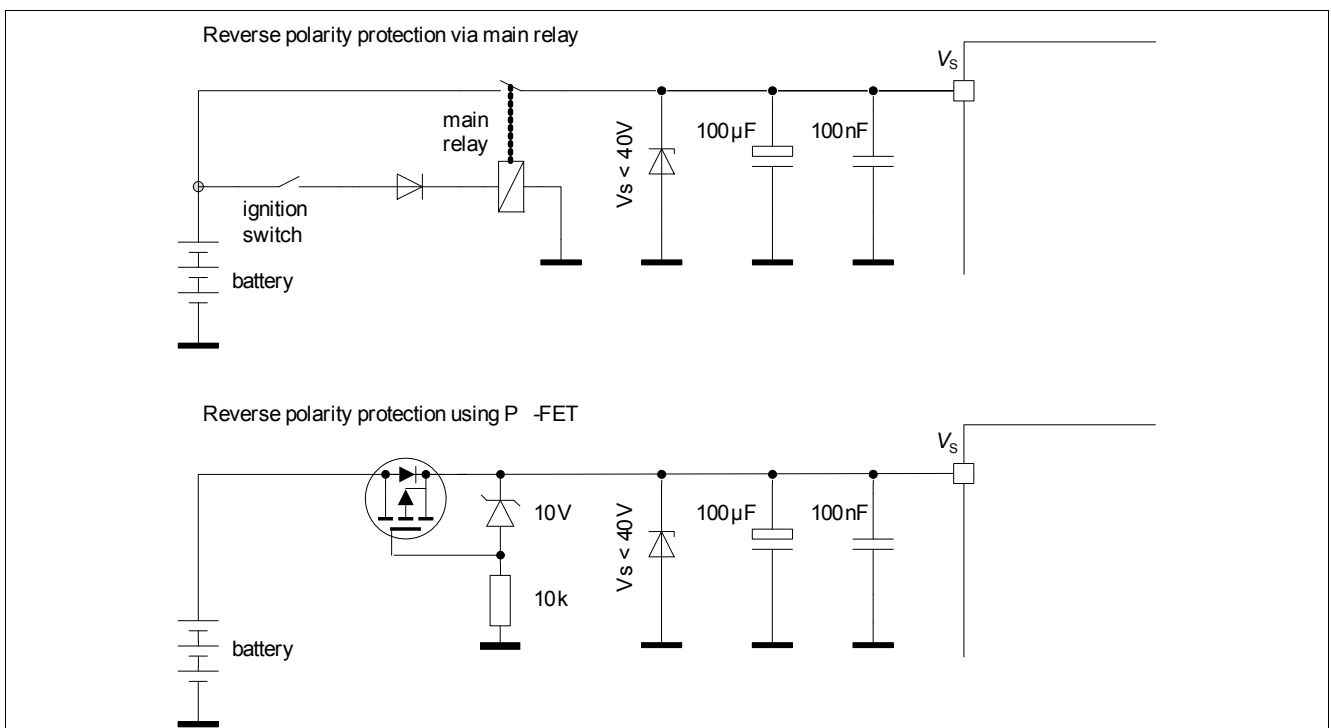 Reverse polarity protection via main relay
VS
main
relay
Vs < 40V
100µF
100nF
ignition
switch
battery
Reverse polarity protection using P -FET
VS
10V
Vs < 40V
100µF
100nF
10k
battery